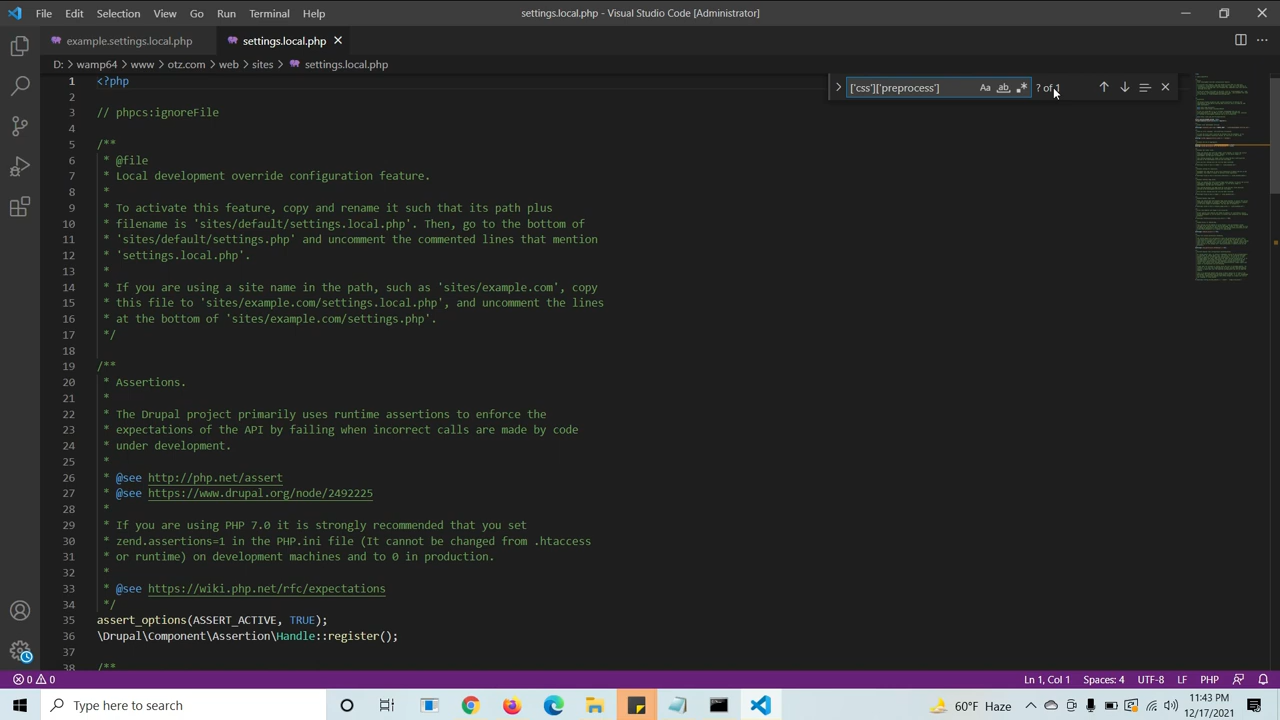 File Edit Selection View Go Run Terminal Help
settings.local.php - Visual Studio Code [Administrator]
example.settings.local.php
settings.local.php
D: > wamp64 > www > otz.com > web > sites > settings.local.php
['css']['preprocess']
Aa ab
? of
1 <?php
2
3 // phpcs:ignoreFile
4
5 /**
6 * @file
7 * Local development override configuration feature.
8 *
9 * To activate this feature, copy and rename it such that its path plus
10 * filename is 'sites/default/settings.local.php'. Then, go to the bottom of
11 * 'sites/default/settings.php' and uncomment the commented lines that mention
12 * 'settings.local.php'.
13 *
14 * If you are using a site name in the path, such as 'sites/example.com', copy
15 * this file to 'sites/example.com/settings.local.php', and uncomment the lines
16 * at the bottom of 'sites/example.com/settings.php'.
17 */
18
19 /**
20 * Assertions.
21 *
22 * The Drupal project primarily uses runtime assertions to enforce the
23 * expectations of the API by failing when incorrect calls are made by code
24 * under development.
25 *
26 * @see http://php.net/assert
27 * @see https://www.drupal.org/node/2492225
28 *
29 * If you are using PHP 7.0 it is strongly recommended that you set
30 * zend.assertions=1 in the PHP.ini file (It cannot be changed from .htaccess
31 * or runtime) on development machines and to 0 in production.
32 *
33 * @see https://wiki.php.net/rfc/expectations
34 */
35 assert_options(ASSERT_ACTIVE, TRUE);
36 \Drupal\Component\Assertion\Handle::register();
37
38 /**
0 0
Ln 1, Col 1 Spaces: 4 UTF-8 LF PHP
Type here to search
60°F Haze
11:43 PM
12/17/2021